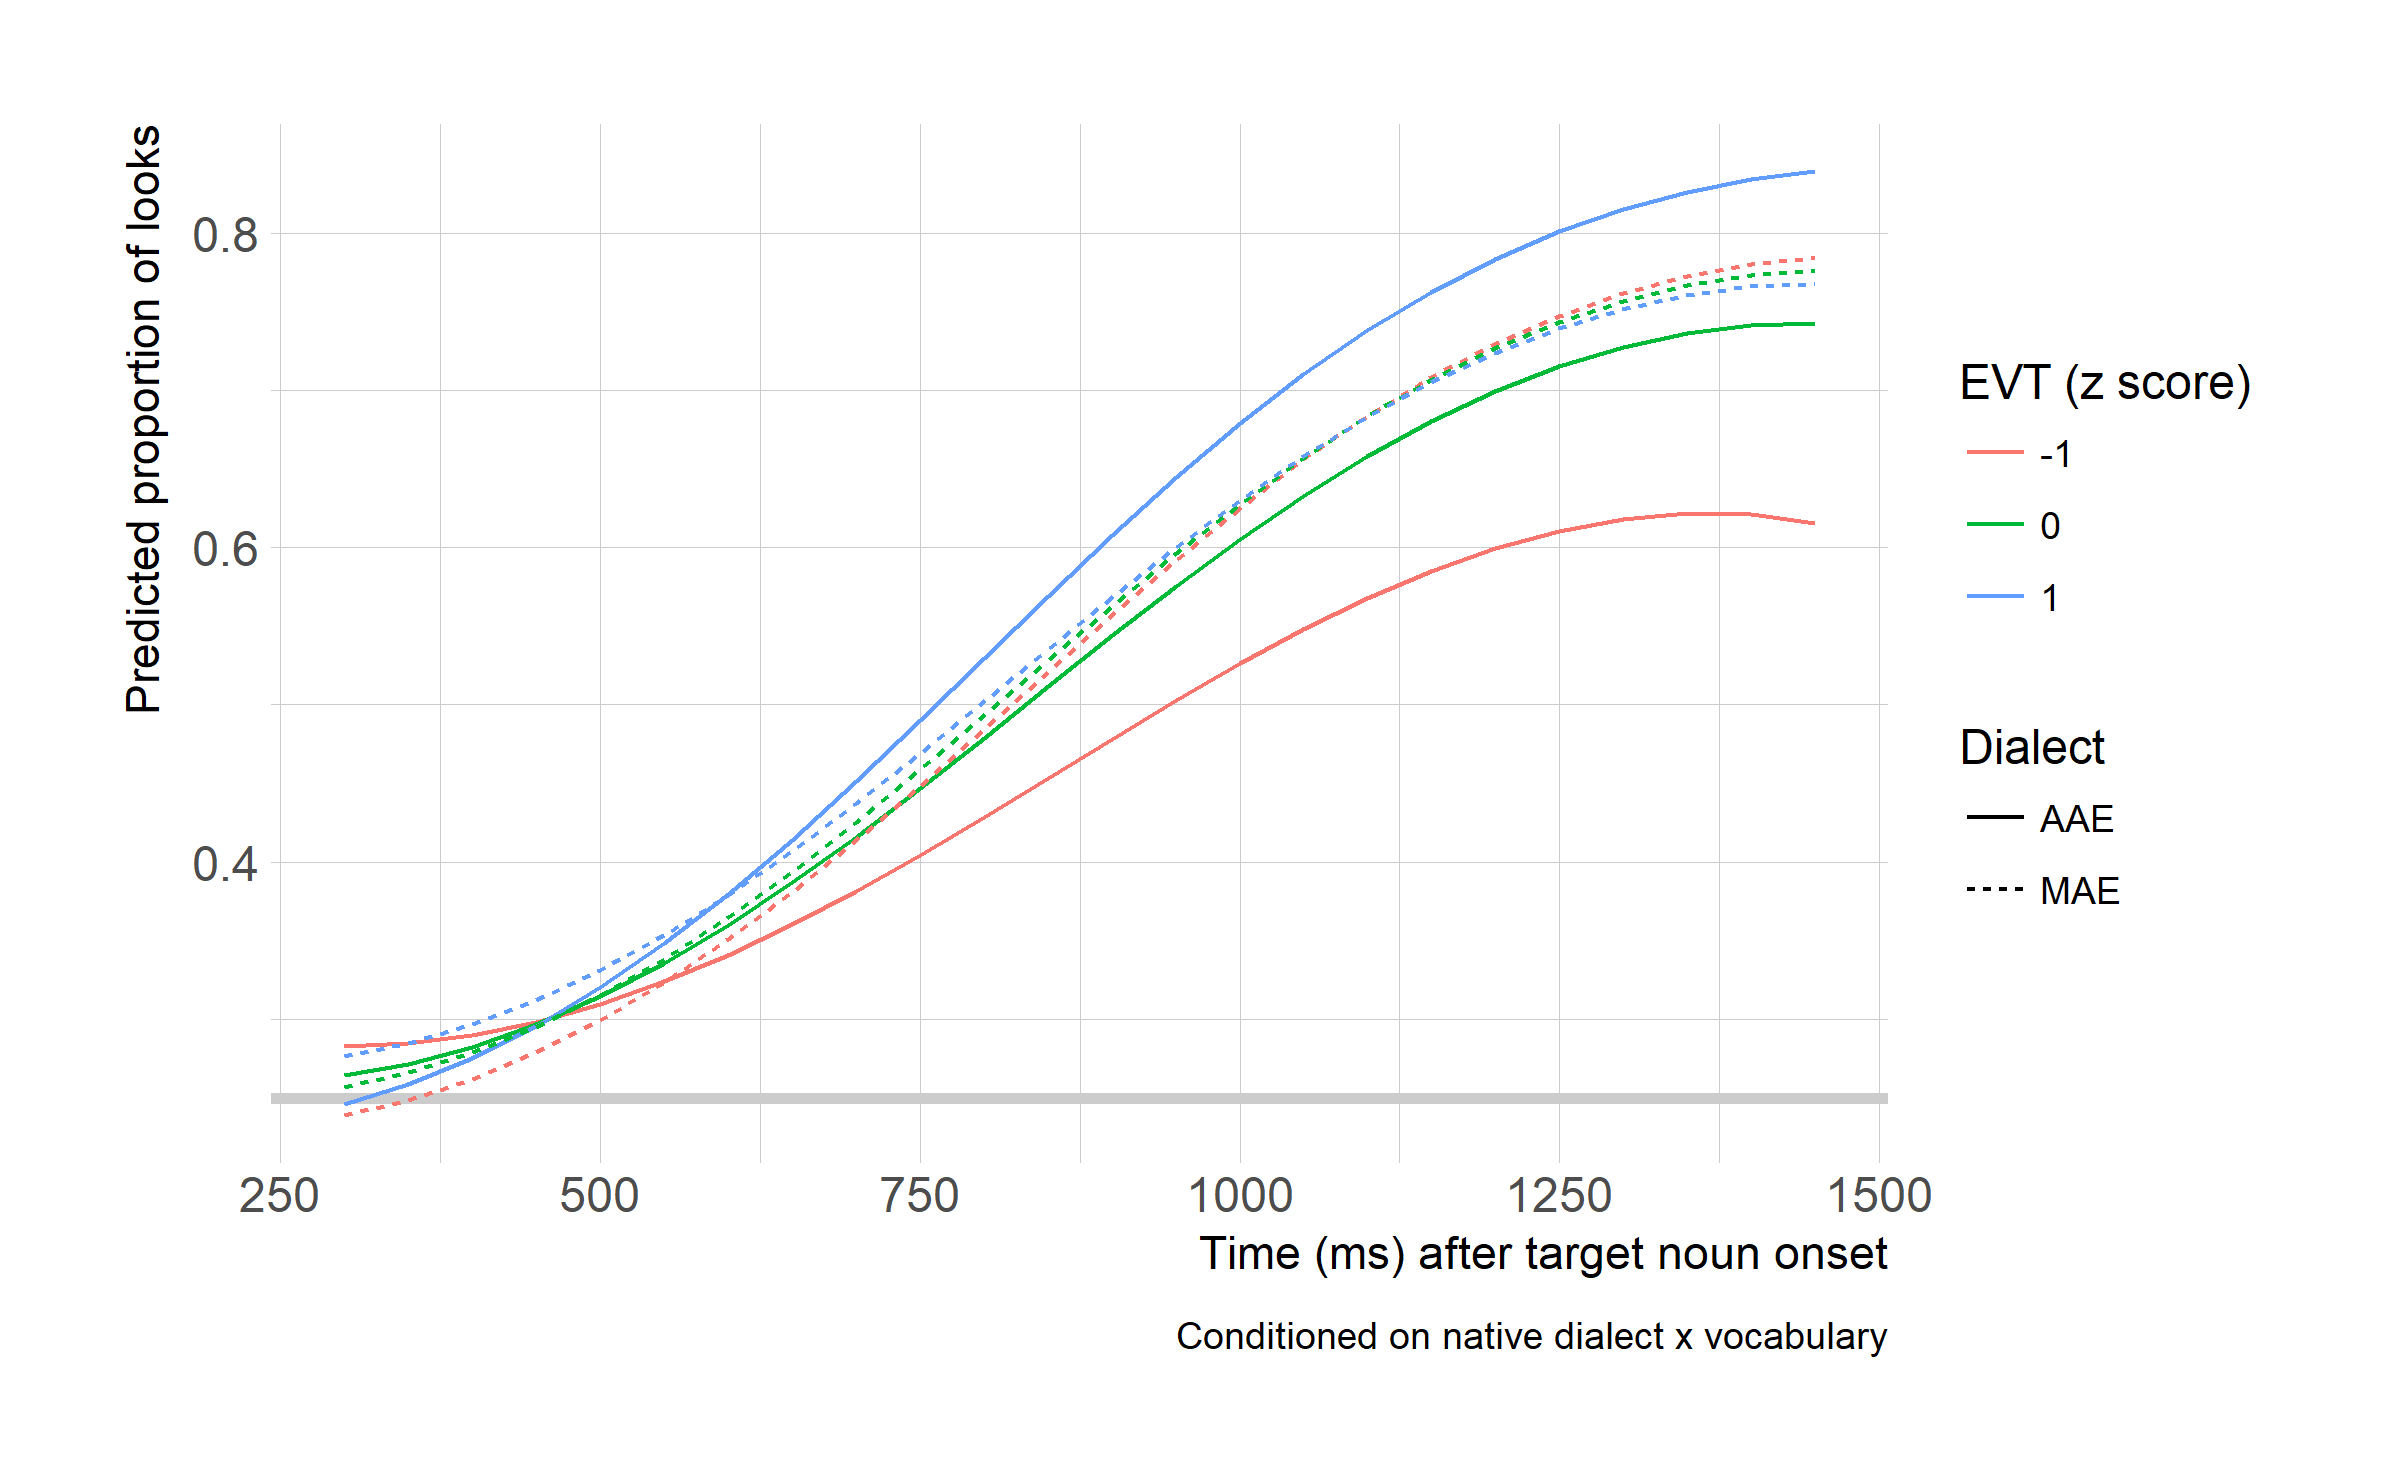 Predicted proportion of looks
0.8
0.6
0.4
250 500 750 1000 1250 1500
Time (ms) after target noun onset
Conditioned on native dialect x vocabulary
EVT (z score)
-1
0
1
Dialect
AAE
MAE